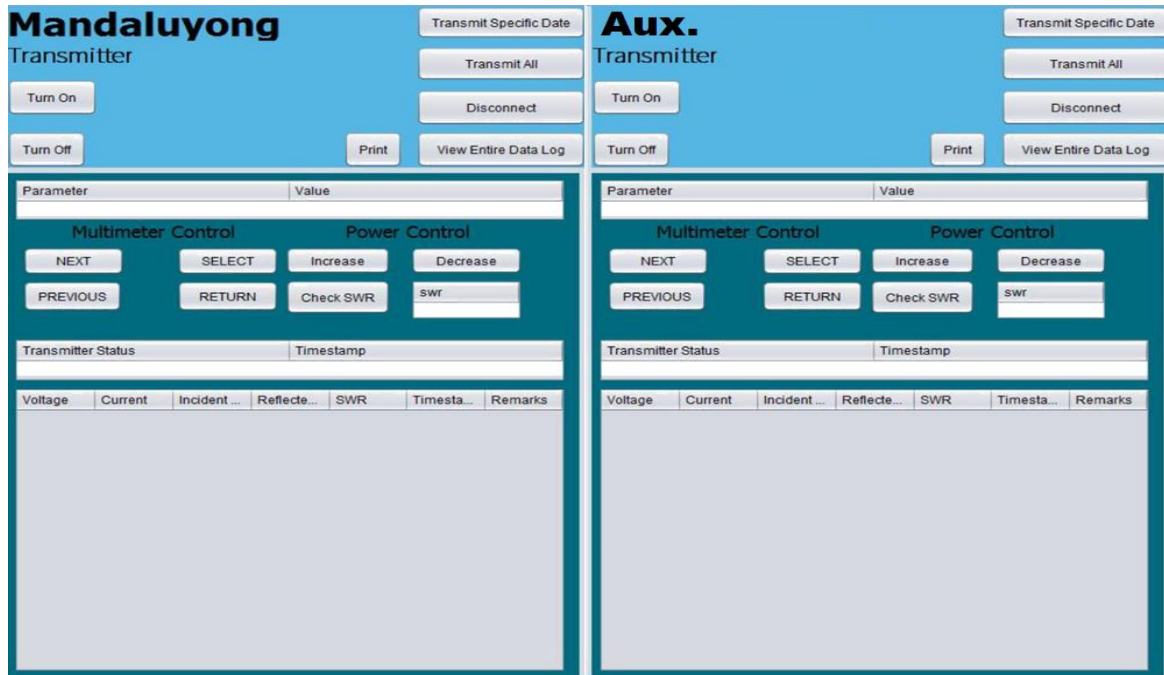 Mandaluyong
Transmitter
Turn On
Turn Off
Print
Transmit Specific Date
Transmit All
Disconnect
View Entire Data Log
Parameter Value
Multimeter Control Power Control
NEXT SELECT Increase Decrease
PREVIOUS RETURN Check SWR swr
Transmitter Status Timestamp
Voltage Current Incident ... Reflecte... SWR Timesta... Remarks
Aux.
Transmitter
Turn On
Turn Off
Print
Transmit Specific Date
Transmit All
Disconnect
View Entire Data Log
Parameter Value
Multimeter Control Power Control
NEXT SELECT Increase Decrease
PREVIOUS RETURN Check SWR swr
Transmitter Status Timestamp
Voltage Current Incident ... Reflecte... SWR Timesta... Remarks